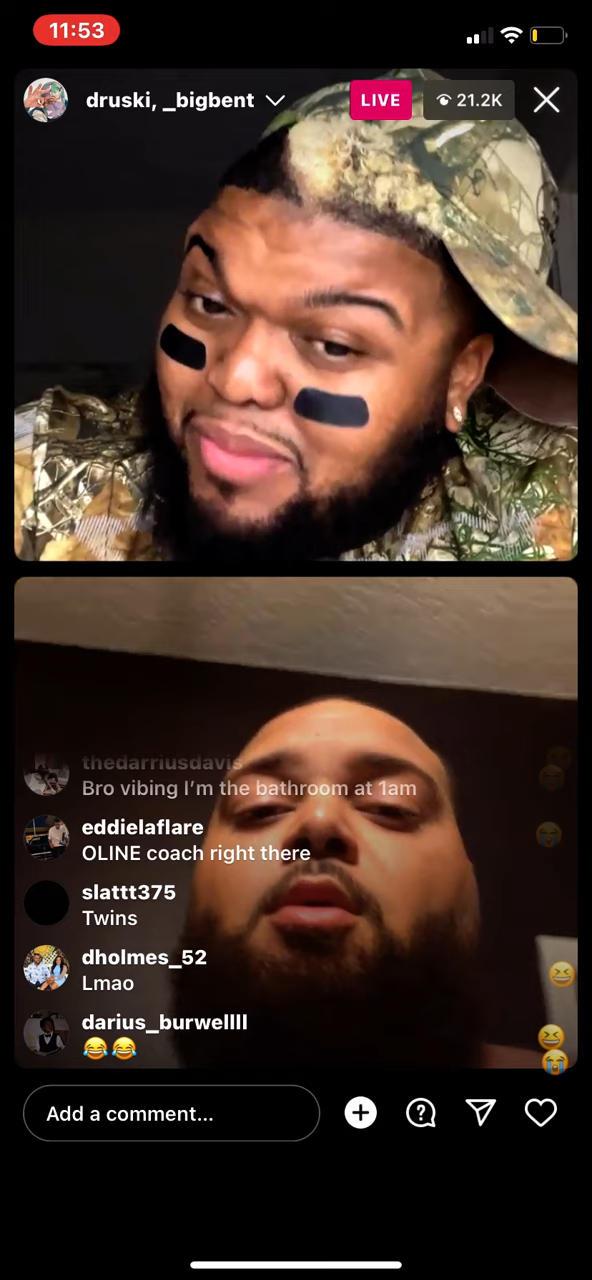 11:53
druski, _bigbent
LIVE
21.2K
thedarriusdavis
Bro vibing I’m the bathroom at 1am
eddielaflare
OLINE coach right there
slattt375
Twins
dholmes_52
Lmao
darius_burwellll
😂😂
Add a comment...